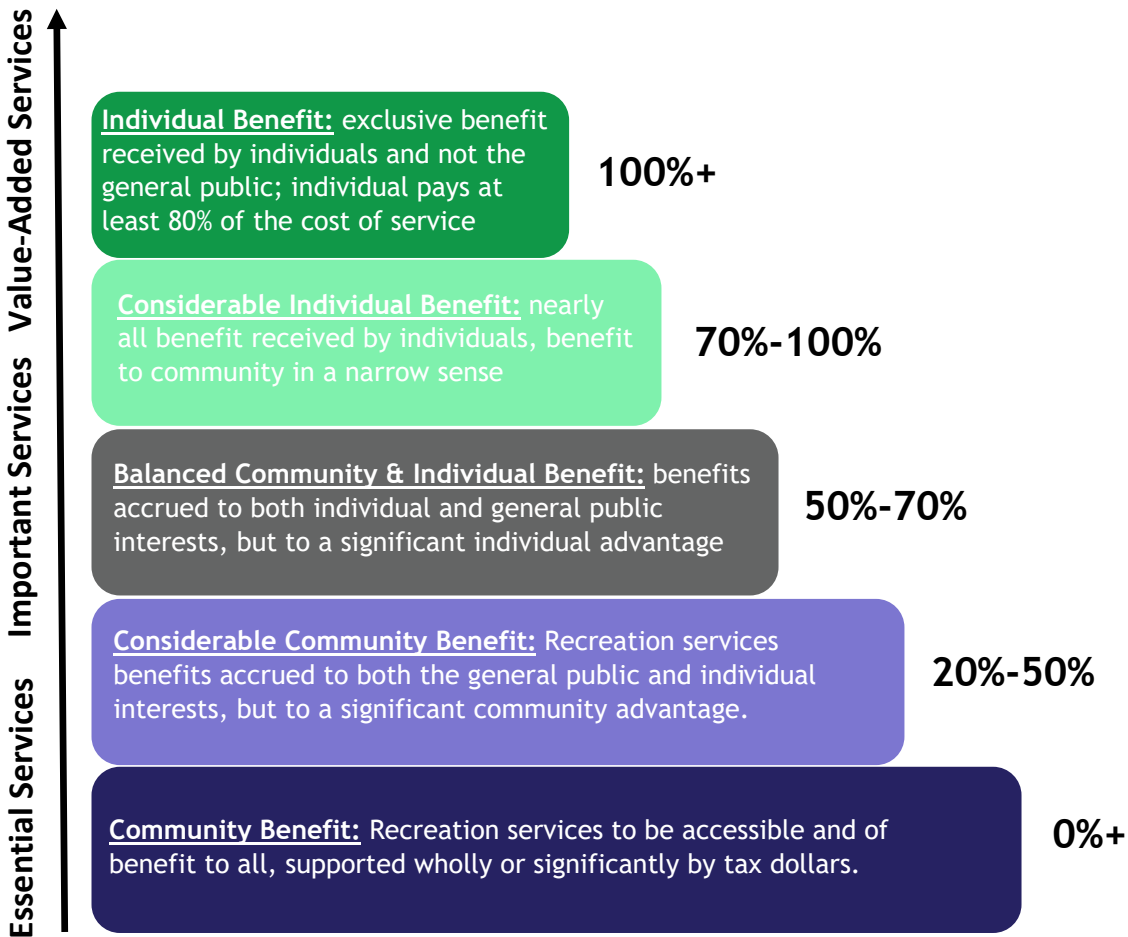 Value-Added Services
Individual Benefit: exclusive benefit
received by individuals and not the
general public; individual pays at
least 80% of the cost of service
100%+
Considerable Individual Benefit: nearly
all benefit received by individuals, benefit
to community in a narrow sense
70%-100%
Important Services
Balanced Community & Individual Benefit: benefits
accrued to both individual and general public
interests, but to a significant individual advantage
50%-70%
Considerable Community Benefit: Recreation services
benefits accrued to both the general public and individual
interests, but to a significant community advantage.
20%-50%
Essential Services
Community Benefit: Recreation services to be accessible and of
benefit to all, supported wholly or significantly by tax dollars.
0%+